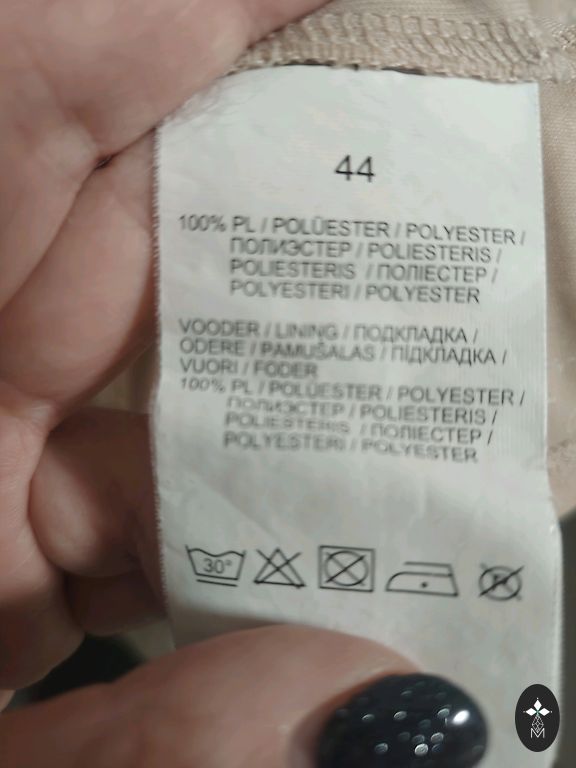 44
100% PL / POLÜESTER / POLYESTER /
ПОЛИЭСТЕР / POLIESTERIS /
POLIESTERIS / ПОЛІЕСТЕР /
POLYESTERI / POLYESTER
VOODER / LINING / ПОДКЛАДКА /
ODERE / PAMUŠALAS / ПІДКЛАДКА /
VUORI / FODER
100% PL / POLÜESTER / POLYESTER /
ПОЛИЭСТЕР / POLIESTERIS /
POLIESTERIS / ПОЛІЕСТЕР /
POLYESTERI / POLYESTER
30°
P
M